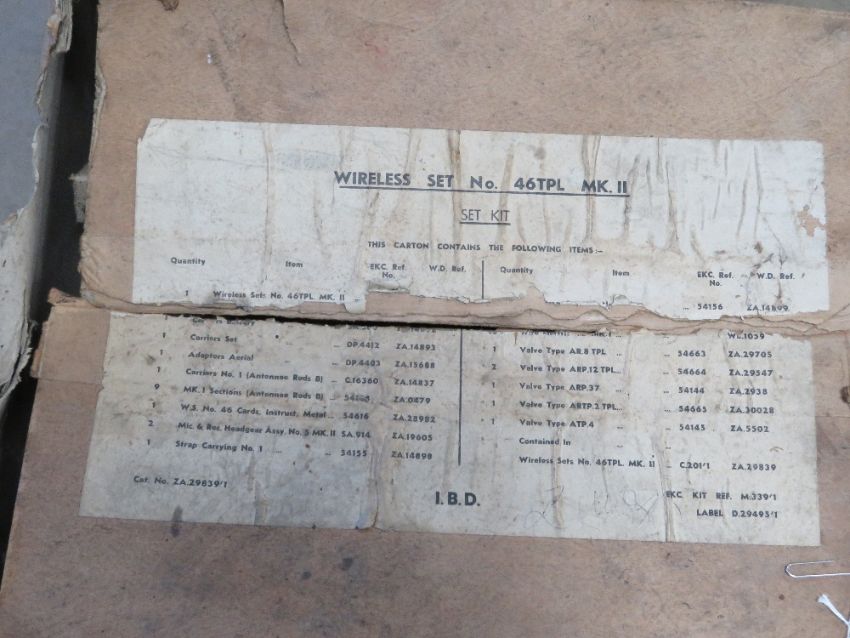 WIRELESS SET No. 46TPL MK. II
SET KIT
THIS CARTON CONTAINS THE FOLLOWING ITEMS:-
Quantity Item EKC. Ref. No. W.D. Ref.
1 Wireless Sets No. 46TPL MK. II
1 Carriers Set DP.4412 ZA.14893
1 Adaptors Aerial DP.4403 ZA.15688
1 Carriers No. 1 (Antennae Rods B) C.16360 ZA.14837
9 MK. 1 Sections (Antennae Rods B) ZA.0479
1 W.S. No. 46 Cards, Instruct. Metal 54616 ZA.28982
2 Mic. & Rec. Headgear Assy. No. 5 MK. II SA.914 ZA.19605
1 Strap Carrying No. 1 54155 ZA.14898
Cat. No. ZA.29839/1
Quantity Item EKC. Ref. No. W.D. Ref.
54156 ZA.14899
WL.1059
1 Valve Type AR.8 TPL 54663 ZA.29705
2 Valve Type ARP.12 TPL 54664 ZA.29547
Valve Type ARP.37 54144 ZA.2938
Valve Type ARTP.2 TPL 54665 ZA.30028
Valve Type ATP.4 54145 ZA.5502
Contained in
Wireless Sets No. 46TPL. MK. II C.201/1 ZA.29839
I.B.D.
EKC. KIT REF. M.339/1
LABEL D.29495/1